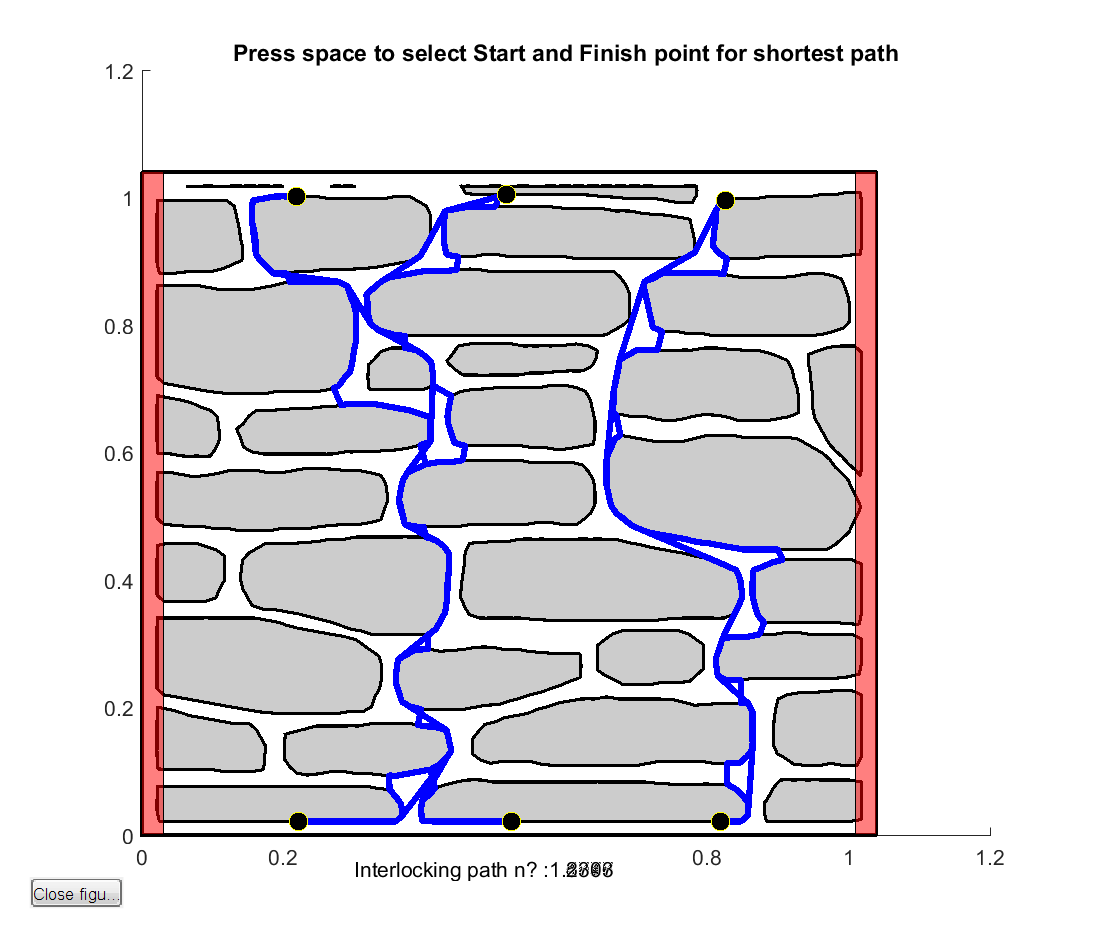 Press space to select Start and Finish point for shortest path
1.2
1
0.8
0.6
0.4
0.2
0
0 0.2 0.8 1 1.2
Interlocking path n? :1.
Close figu...